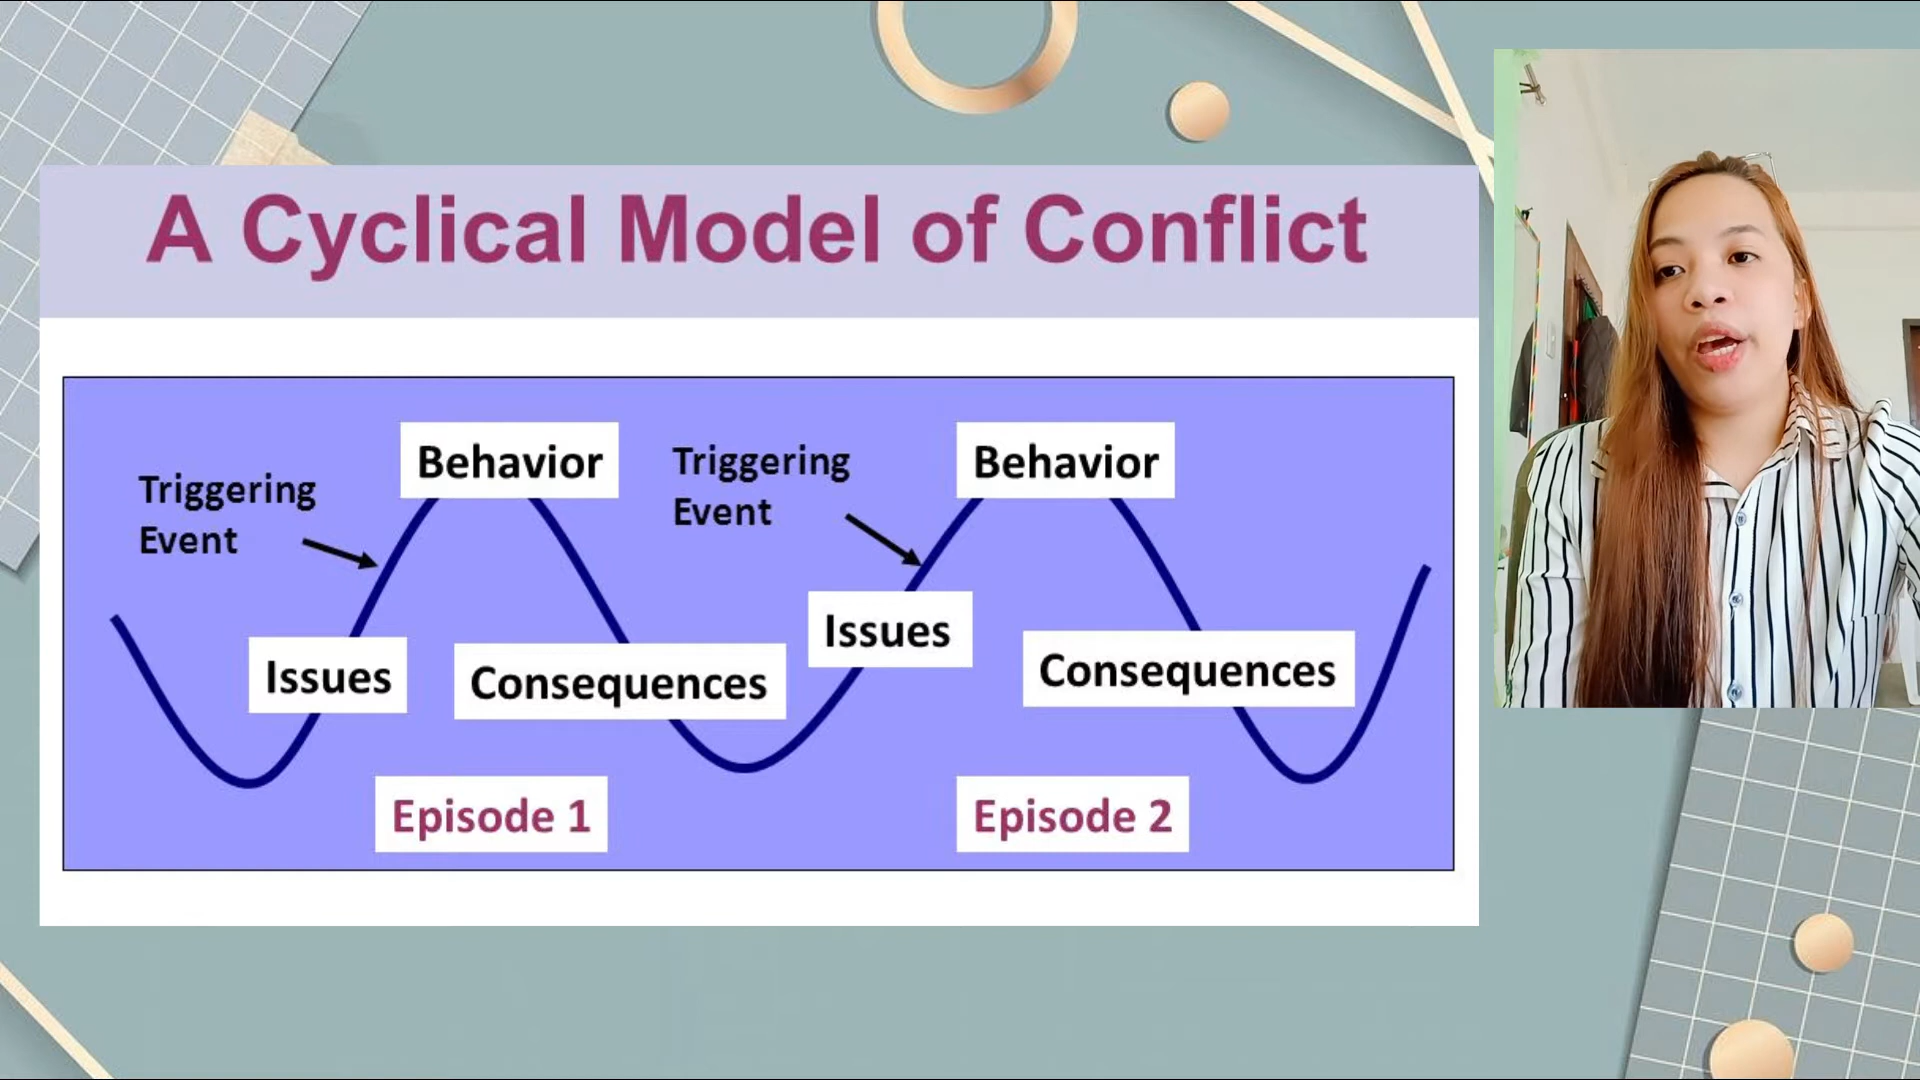 A Cyclical Model of Conflict
Triggering
Event
Behavior
Triggering
Event
Behavior
Issues
Consequences
Issues
Consequences
Episode 1
Episode 2